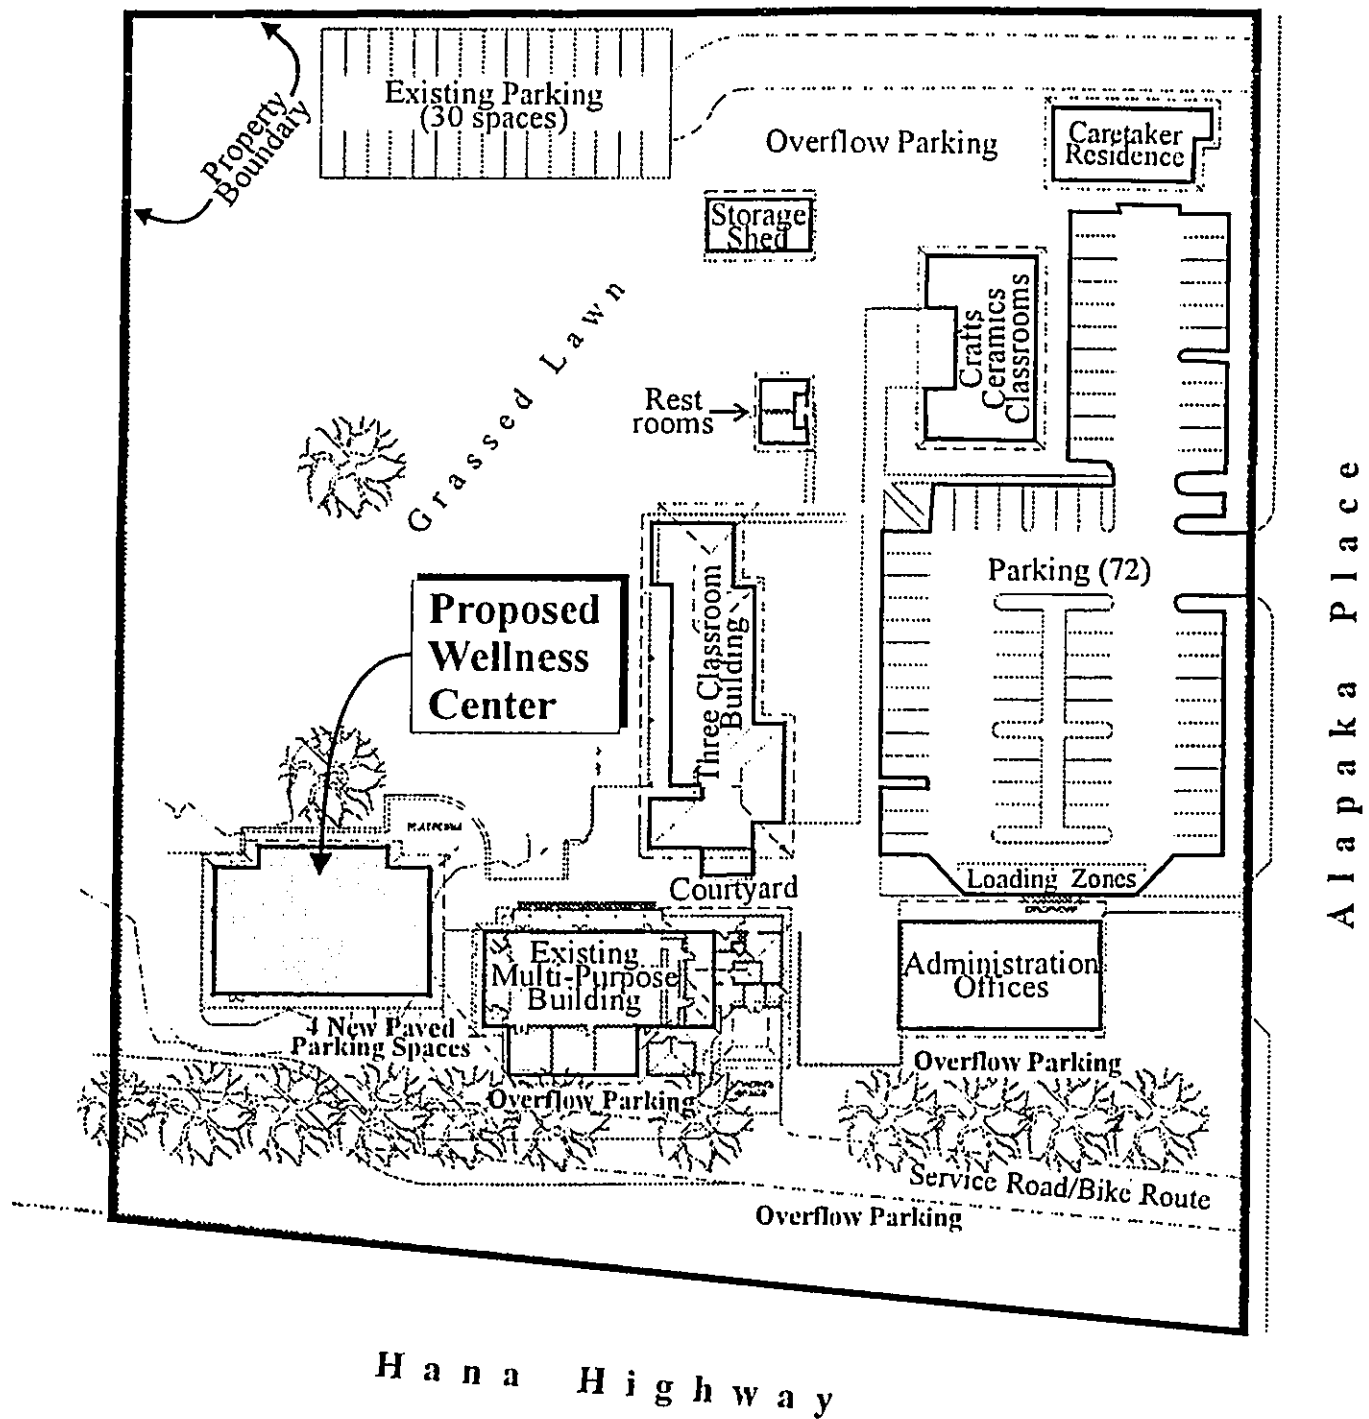 Existing Parking
(30 spaces)
Property
Boundary
Overflow Parking
Caretaker
Residence
Storage
Shed
Grassed Lawn
Crafts
Ceramics
Classrooms
Rest
rooms
Alapaka Place
Parking (72)
Proposed
Wellness
Center
Three Classroom
Building
Loading Zones
Courtyard
Existing
Multi-Purpose
Building
Administration
Offices
4 New Paved
Parking Spaces
Overflow Parking
Overflow Parking
Service Road/Bike Route
Overflow Parking
Hana Highway